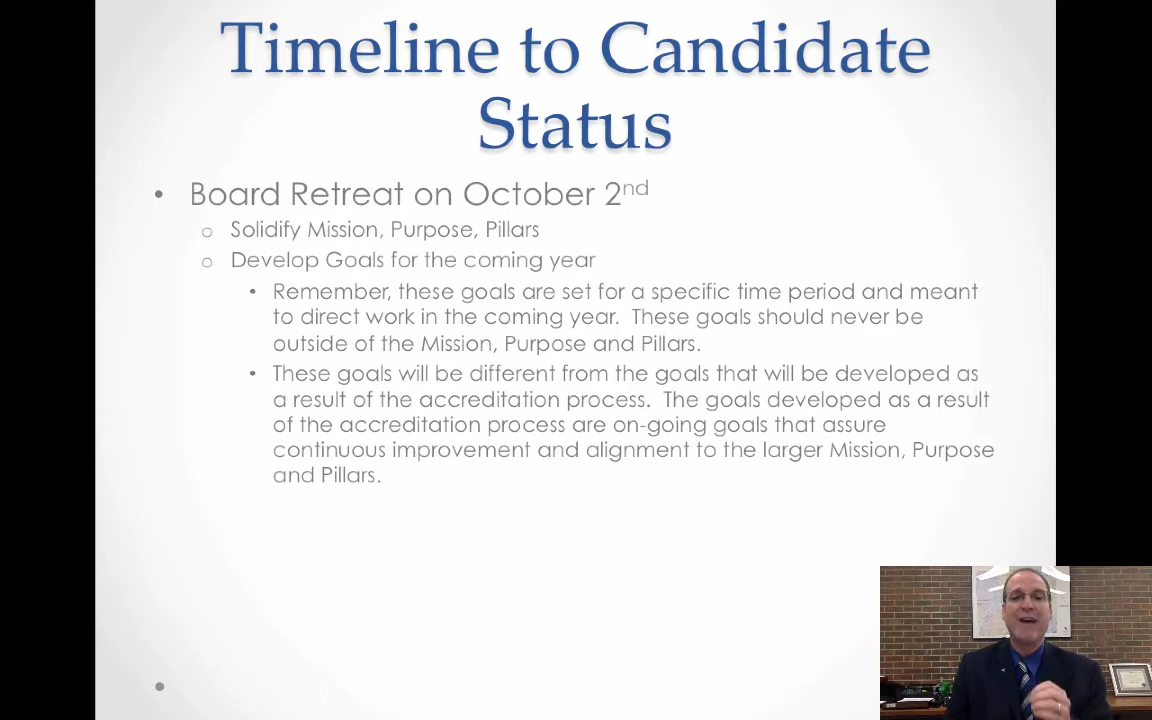 Timeline to Candidate
Status
• Board Retreat on October 2nd
o Solidify Mission, Purpose, Pillars
o Develop Goals for the coming year
• Remember, these goals are set for a specific time period and meant
to direct work in the coming year. These goals should never be
outside of the Mission, Purpose and Pillars.
• These goals will be different from the goals that will be developed as
a result of the accreditation process. The goals developed as a result
of the accreditation process are on-going goals that assure
continuous improvement and alignment to the larger Mission, Purpose
and Pillars.